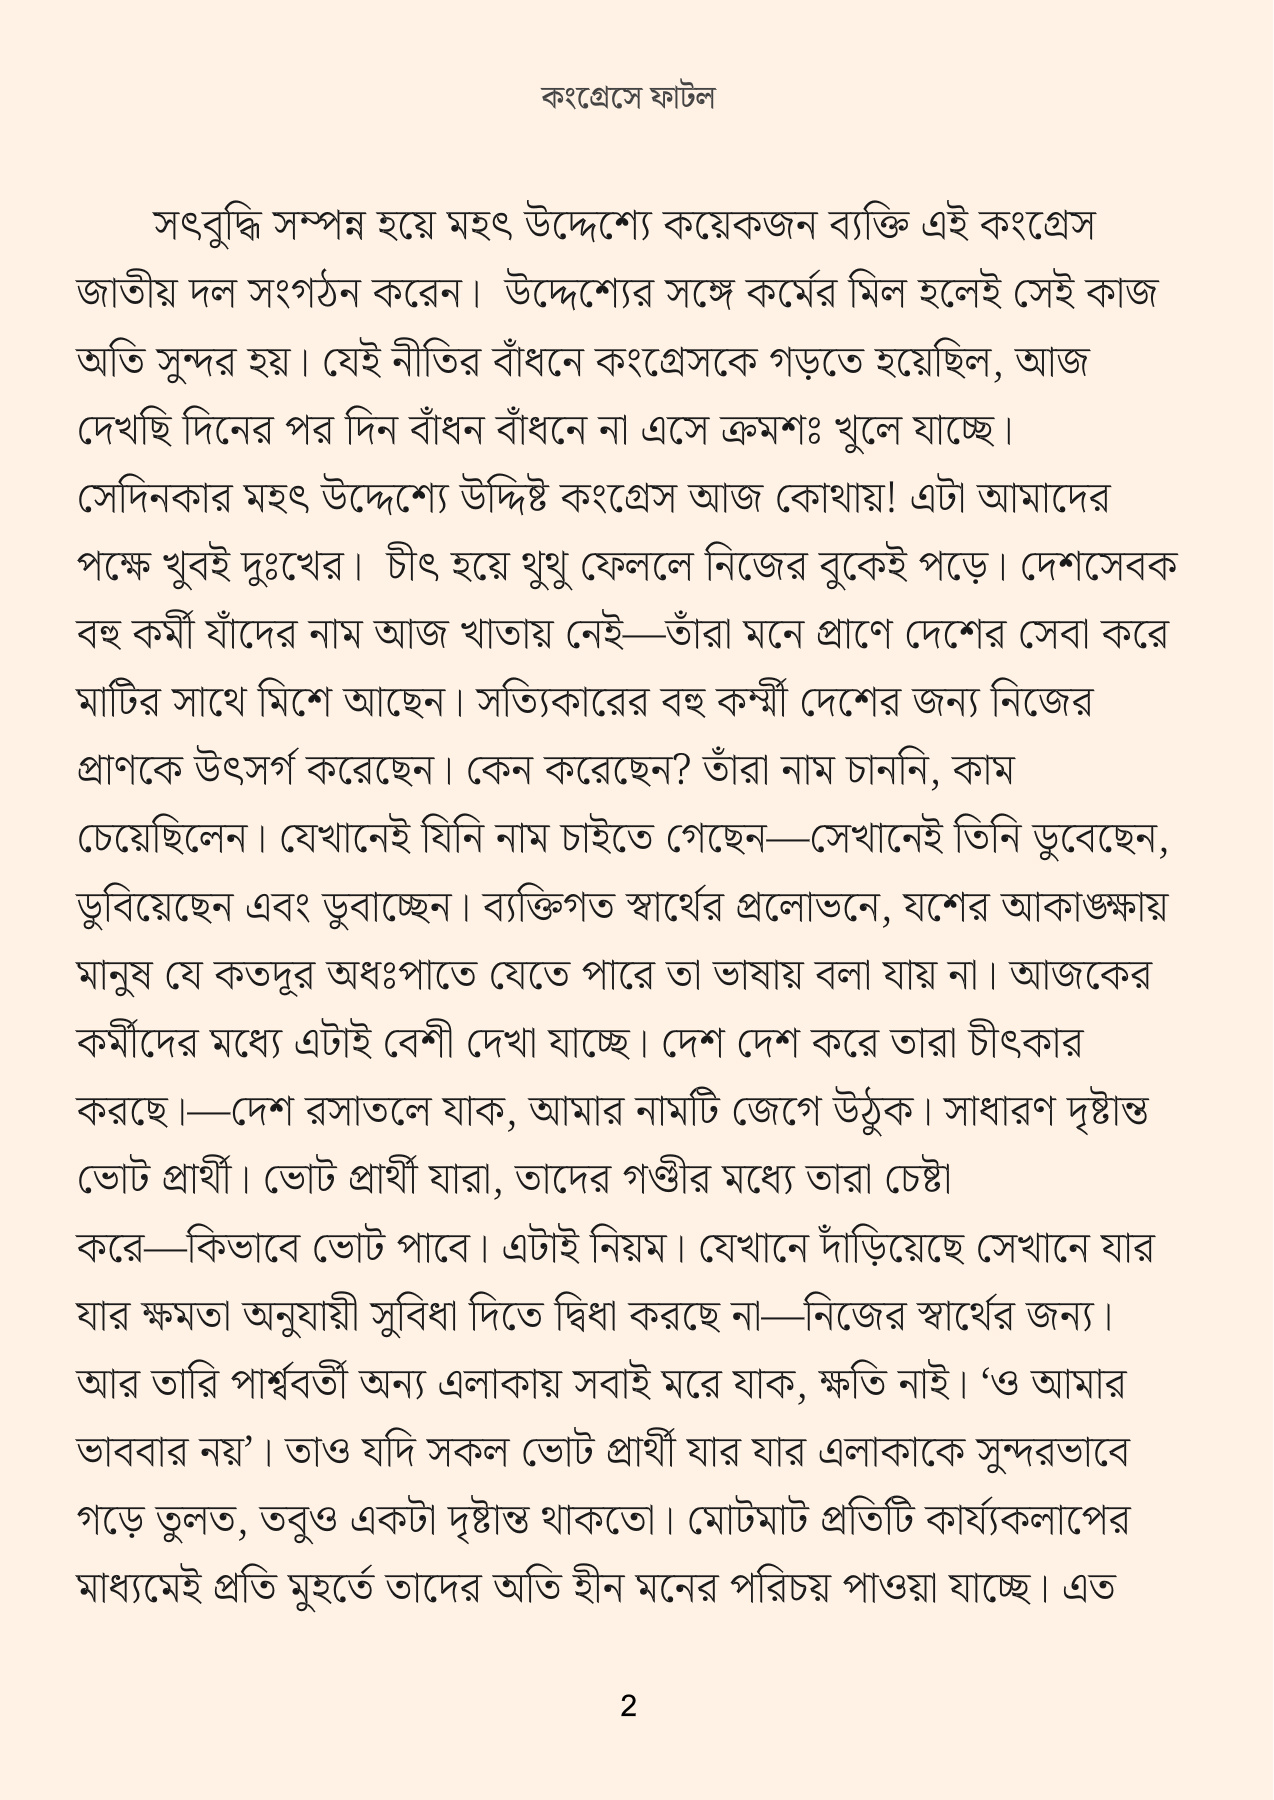 কংগ্রেসে ফাটল
সৎবুদ্ধি সম্পন্ন হয়ে মহৎ উদ্দেশ্যে কয়েকজন ব্যক্তি এই কংগ্রেস
জাতীয় দল সংগঠন করেন। উদ্দেশ্যের সঙ্গে কর্মের মিল হলেই সেই কাজ
অতি সুন্দর হয়। যেই নীতির বাঁধনে কংগ্রেসকে গড়তে হয়েছিল, আজ
দেখছি দিনের পর দিন বাঁধন বাঁধনে না এসে ক্রমশঃ খুলে যাচ্ছে।
সেদিনকার মহৎ উদ্দেশ্যে উদ্দিষ্ট কংগ্রেস আজ কোথায়! এটা আমাদের
পক্ষে খুবই দুঃখের। চীৎ হয়ে থুথু ফেললে নিজের বুকেই পড়ে। দেশসেবক
বহু কর্মী যাঁদের নাম আজ খাতায় নেই—তাঁরা মনে প্রাণে দেশের সেবা করে
মাটির সাথে মিশে আছেন। সত্যিকারের বহু কর্ম্মী দেশের জন্য নিজের
প্রাণকে উৎসর্গ করেছেন। কেন করেছেন? তাঁরা নাম চাননি, কাম
চেয়েছিলেন। যেখানেই যিনি নাম চাইতে গেছেন—সেখানেই তিনি ডুবেছেন,
ডুবিয়েছেন এবং ডুবাচ্ছেন। ব্যক্তিগত স্বার্থের প্রলোভনে, যশের আকাঙ্ক্ষায়
মানুষ যে কতদূর অধঃপাতে যেতে পারে তা ভাষায় বলা যায় না। আজকের
কর্মীদের মধ্যে এটাই বেশী দেখা যাচ্ছে। দেশ দেশ করে তারা চীৎকার
করছে।—দেশ রসাতলে যাক, আমার নামটি জেগে উঠুক। সাধারণ দৃষ্টান্ত
ভোট প্রার্থী। ভোট প্রার্থী যারা, তাদের গণ্ডীর মধ্যে তারা চেষ্টা
করে—কিভাবে ভোট পাবে। এটাই নিয়ম। যেখানে দাঁড়িয়েছে সেখানে যার
যার ক্ষমতা অনুযায়ী সুবিধা দিতে দ্বিধা করছে না—নিজের স্বার্থের জন্য।
আর তারি পার্শ্ববর্তী অন্য এলাকায় সবাই মরে যাক, ক্ষতি নাই। ‘ও আমার
ভাববার নয়’। তাও যদি সকল ভোট প্রার্থী যার যার এলাকাকে সুন্দরভাবে
গড়ে তুলত, তবুও একটা দৃষ্টান্ত থাকতো। মোটমাট প্রতিটি কার্য্যকলাপের
মাধ্যমেই প্রতি মুহর্তে তাদের অতি হীন মনের পরিচয় পাওয়া যাচ্ছে। এত
2